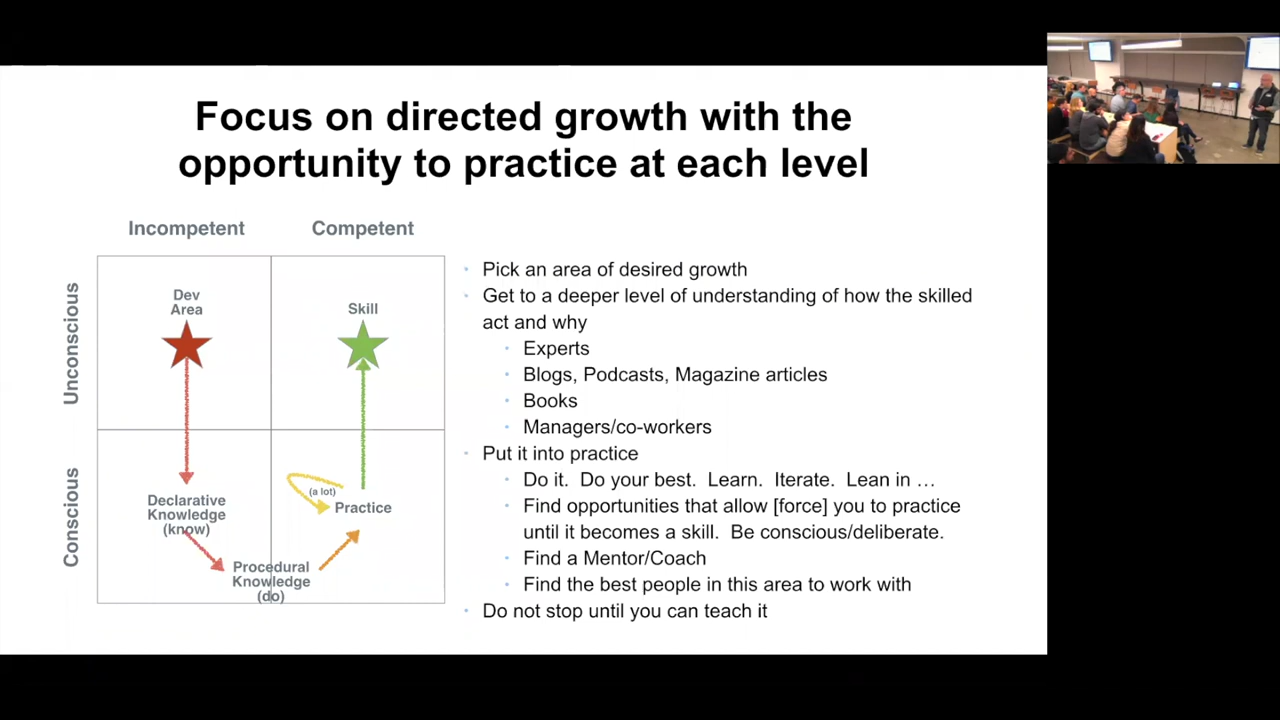 Focus on directed growth with the
opportunity to practice at each level
Incompetent
Competent
Unconscious
Conscious
Dev
Area
Skill
Declarative
Knowledge
(know)
(a lot)
Practice
Procedural
Knowledge
(do)
Pick an area of desired growth
Get to a deeper level of understanding of how the skilled
act and why
Experts
Blogs, Podcasts, Magazine articles
Books
Managers/co-workers
Put it into practice
Do it. Do your best. Learn. Iterate. Lean in …
Find opportunities that allow [force] you to practice
until it becomes a skill. Be conscious/deliberate.
Find a Mentor/Coach
Find the best people in this area to work with
Do not stop until you can teach it